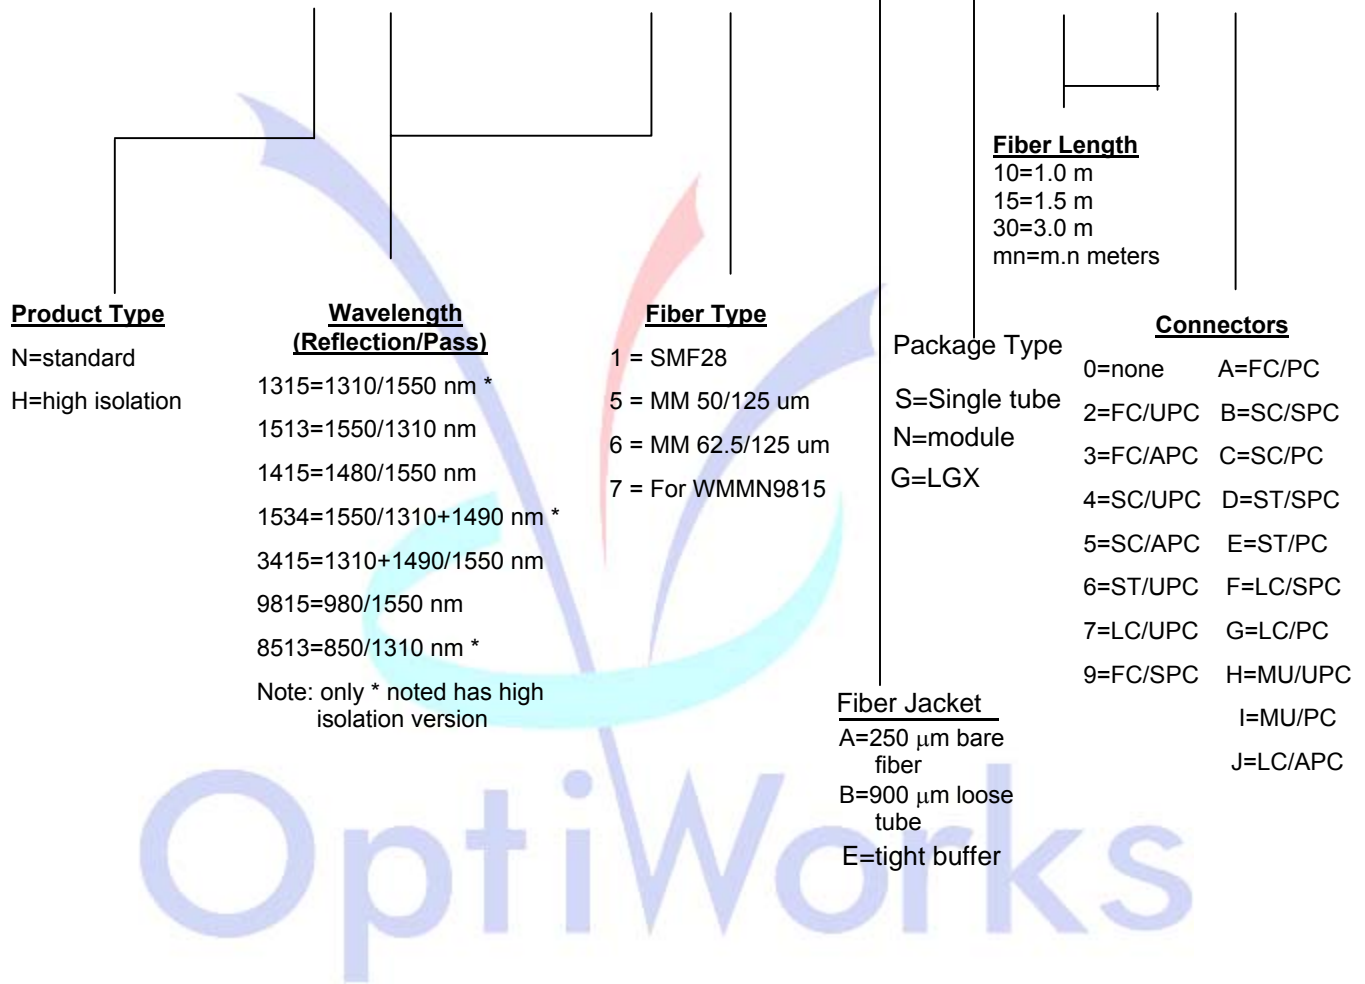 Fiber Length
10=1.0 m
15=1.5 m
30=3.0 m
mn=m.n meters
Product Type
N=standard
H=high isolation
Wavelength
(Reflection/Pass)
1315=1310/1550 nm *
1513=1550/1310 nm
1415=1480/1550 nm
1534=1550/1310+1490 nm *
3415=1310+1490/1550 nm
9815=980/1550 nm
8513=850/1310 nm *
Note: only * noted has high
isolation version
Fiber Type
1 = SMF28
5 = MM 50/125 um
6 = MM 62.5/125 um
7 = For WMMN9815
Package Type
S=Single tube
N=module
G=LGX
Connectors
0=none A=FC/PC
2=FC/UPC B=SC/SPC
3=FC/APC C=SC/PC
4=SC/UPC D=ST/SPC
5=SC/APC E=ST/PC
6=ST/UPC F=LC/SPC
7=LC/UPC G=LC/PC
9=FC/SPC H=MU/UPC
I=MU/PC
J=LC/APC
Fiber Jacket
A=250 μm bare
fiber
B=900 μm loose
tube
E=tight buffer
OptiWorks